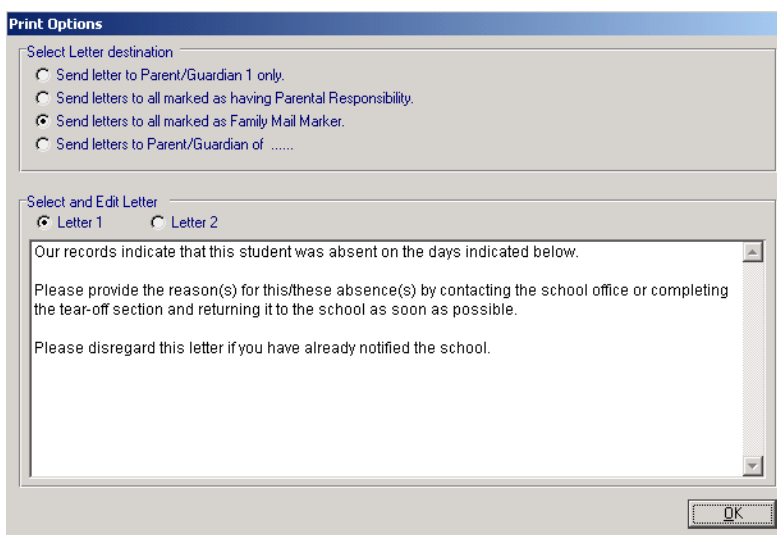 Print Options
Select Letter destination
Send letter to Parent/Guardian 1 only.
Send letters to all marked as having Parental Responsibility.
Send letters to all marked as Family Mail Marker.
Send letters to Parent/Guardian of ......
Select and Edit Letter
Letter 1 Letter 2
Our records indicate that this student was absent on the days indicated below.
Please provide the reason(s) for this/these absence(s) by contacting the school office or completing
the tear-off section and returning it to the school as soon as possible.
Please disregard this letter if you have already notified the school.
OK